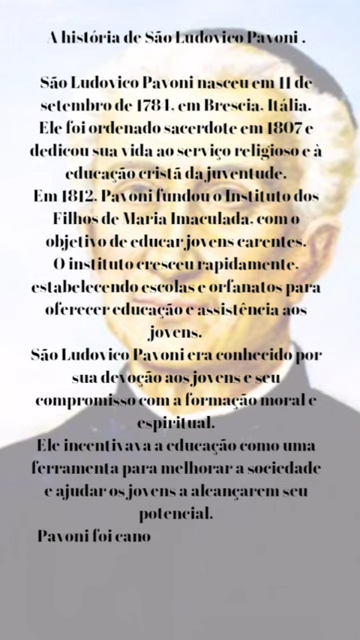 A história de São Ludovico Pavoni .
São Ludovico Pavoni nasceu em 11 de
setembro de 1784, em Brescia, Itália.
Ele foi ordenado sacerdote em 1807 e
dedicou sua vida ao serviço religioso e à
educação cristã da juventude.
Em 1812, Pavoni fundou o Instituto dos
Filhos de Maria Imaculada, com o
objetivo de educar jovens carentes.
O instituto cresceu rapidamente,
estabelecendo escolas e orfanatos para
oferecer educação e assistência aos
jovens.
São Ludovico Pavoni era conhecido por
sua devoção aos jovens e seu
compromisso com a formação moral e
espiritual.
Ele incentivava a educação como uma
ferramenta para melhorar a sociedade
e ajudar os jovens a alcançarem seu
potencial.
Pavoni foi cano